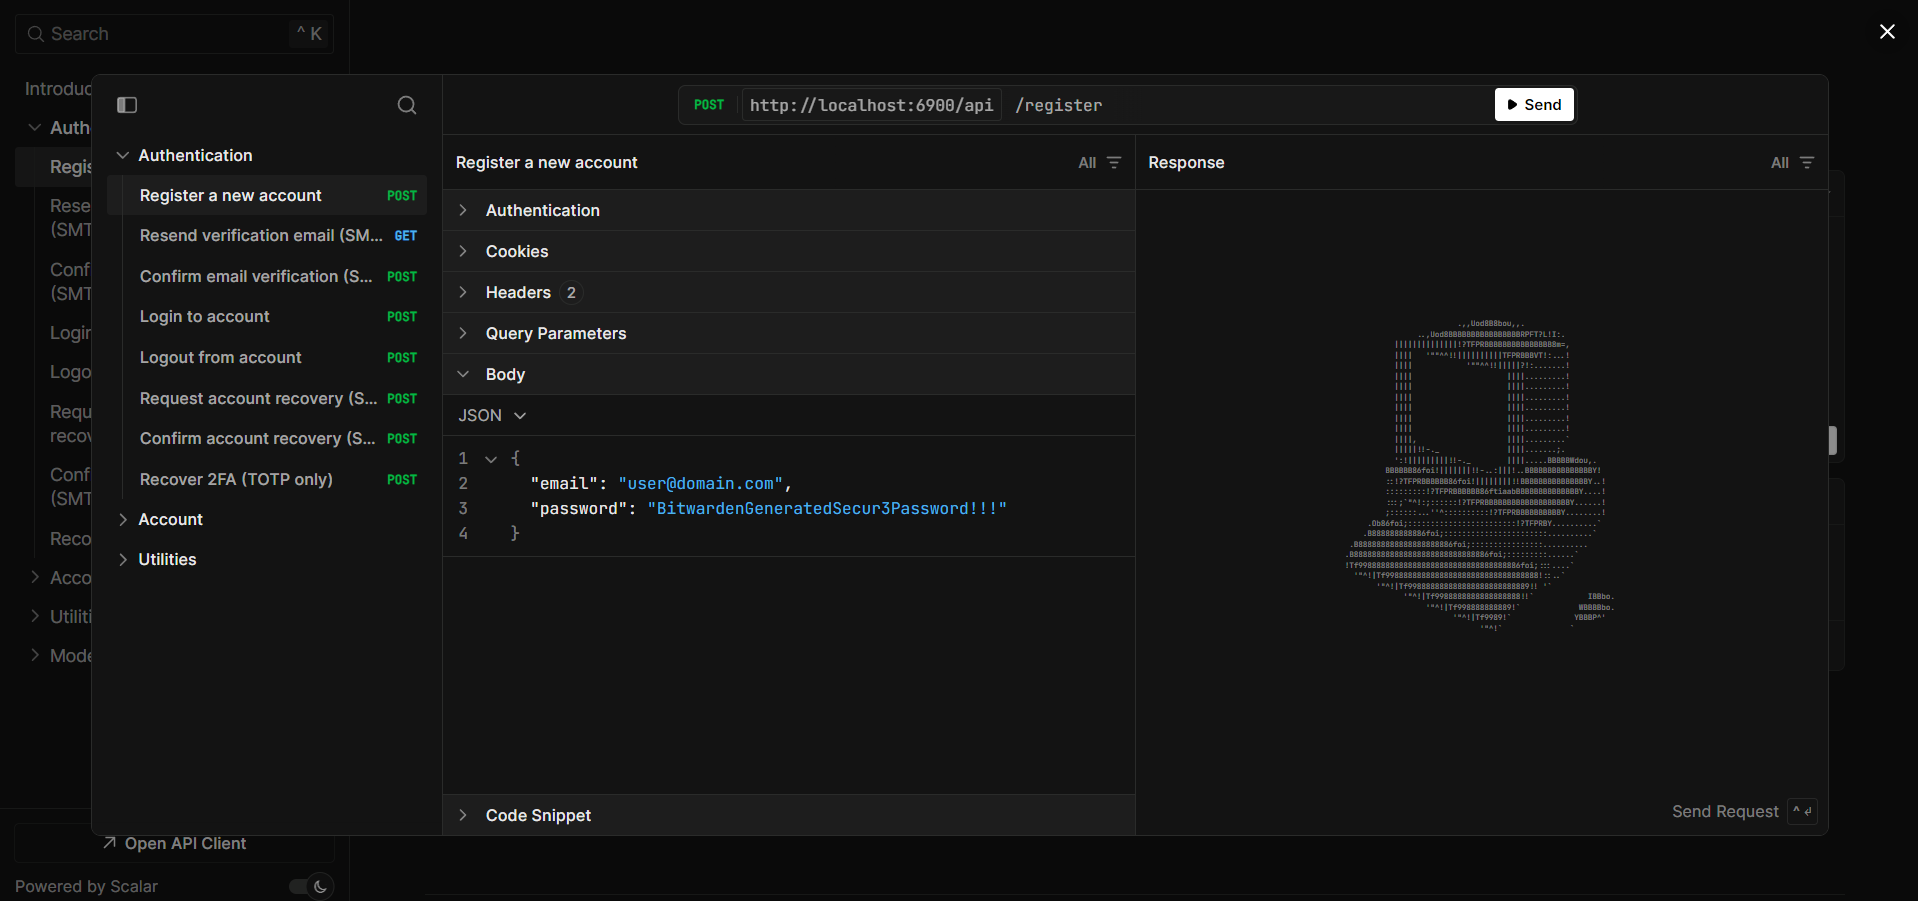 Search
^ K
Introduc
Auth
Regis
Rese
(SMT
Conf
(SMT
Login
Logo
Requ
recov
Conf
(SMT
Reco
Acco
Utiliti
Mode
Open API Client
Powered by Scalar
Authentication
Register a new account POST
Resend verification email (SM... GET
Confirm email verification (S... POST
Login to account POST
Logout from account POST
Request account recovery (S... POST
Confirm account recovery (S... POST
Recover 2FA (TOTP only) POST
Account
Utilities
POST http://localhost:6900/api /register
Send
Register a new account All
Authentication
Cookies
Headers 2
Query Parameters
Body
JSON
1 {
2 "email": "user@domain.com",
3 "password": "BitwardenGeneratedSecur3Password!!!"
4 }
Code Snippet
Response All
Send Request ^ ↲